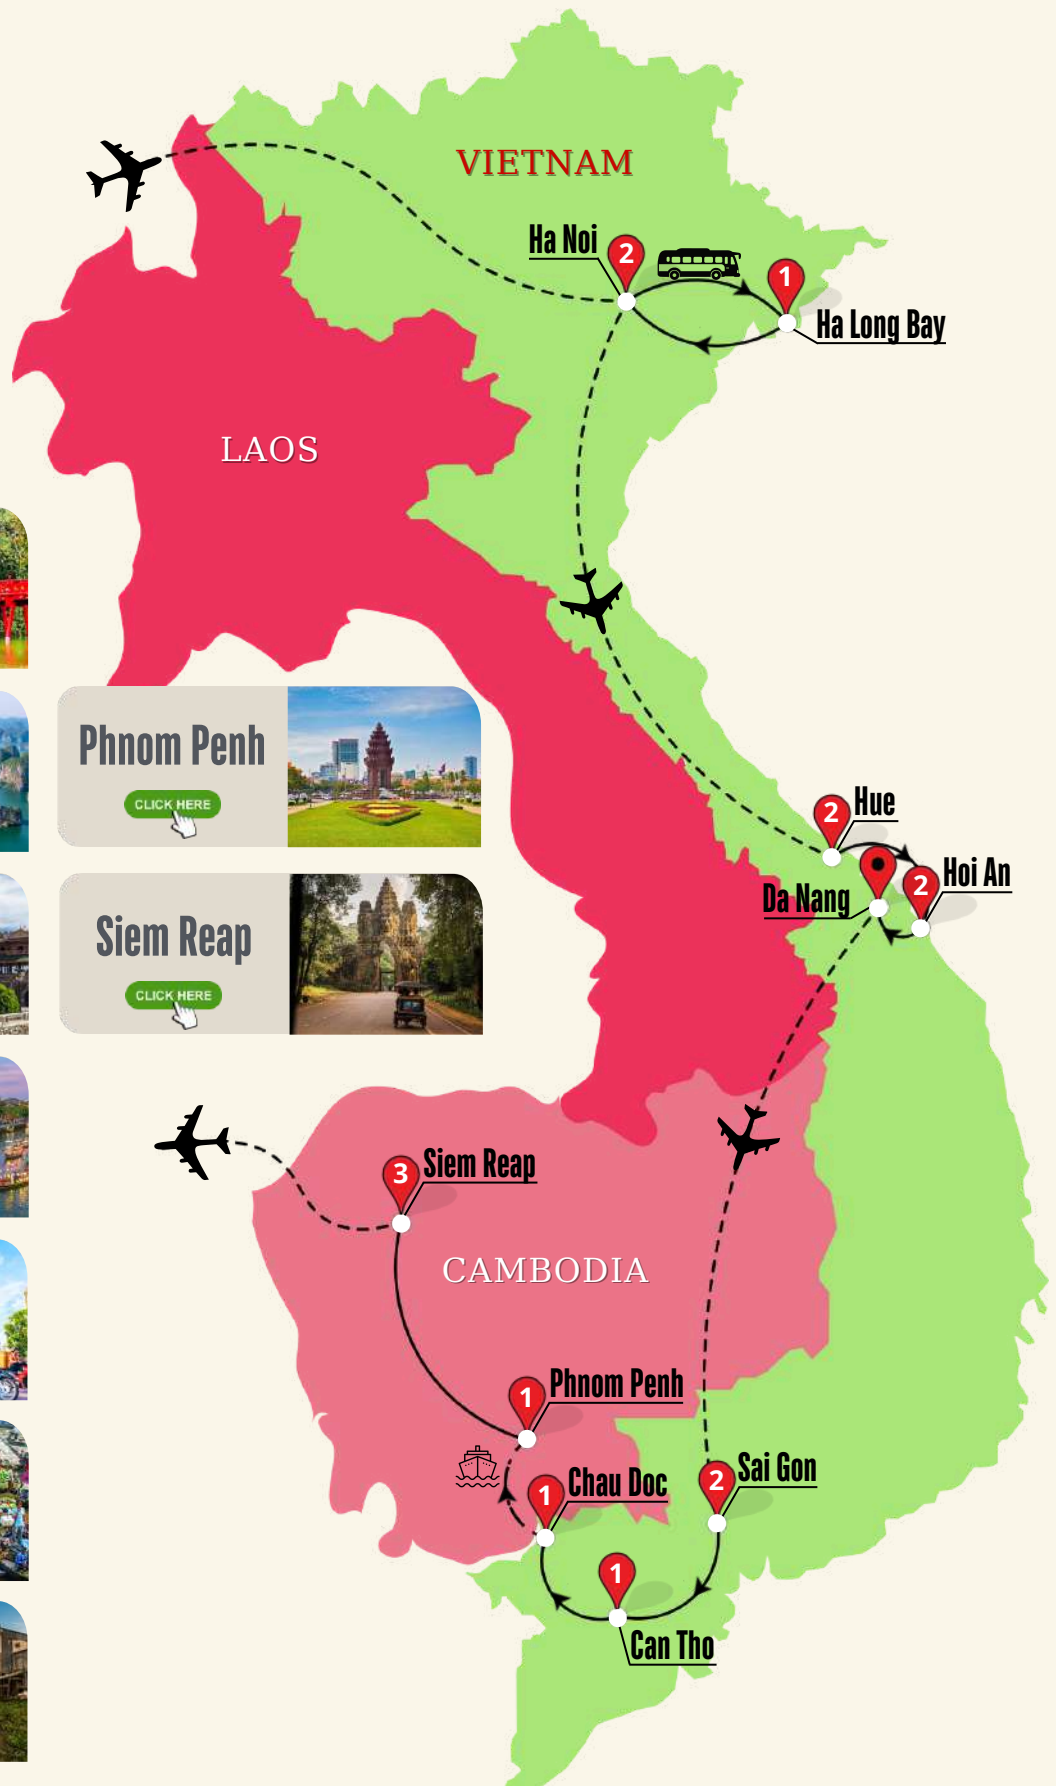 VIETNAM
Ha Noi
2
1
Ha Long Bay
LAOS
Phnom Penh
CLICK HERE
Hue
2
Hoi An
2
Da Nang
Siem Reap
CLICK HERE
Siem Reap
3
CAMBODIA
Phnom Penh
1
Chau Doc
1
Sai Gon
2
1
Can Tho